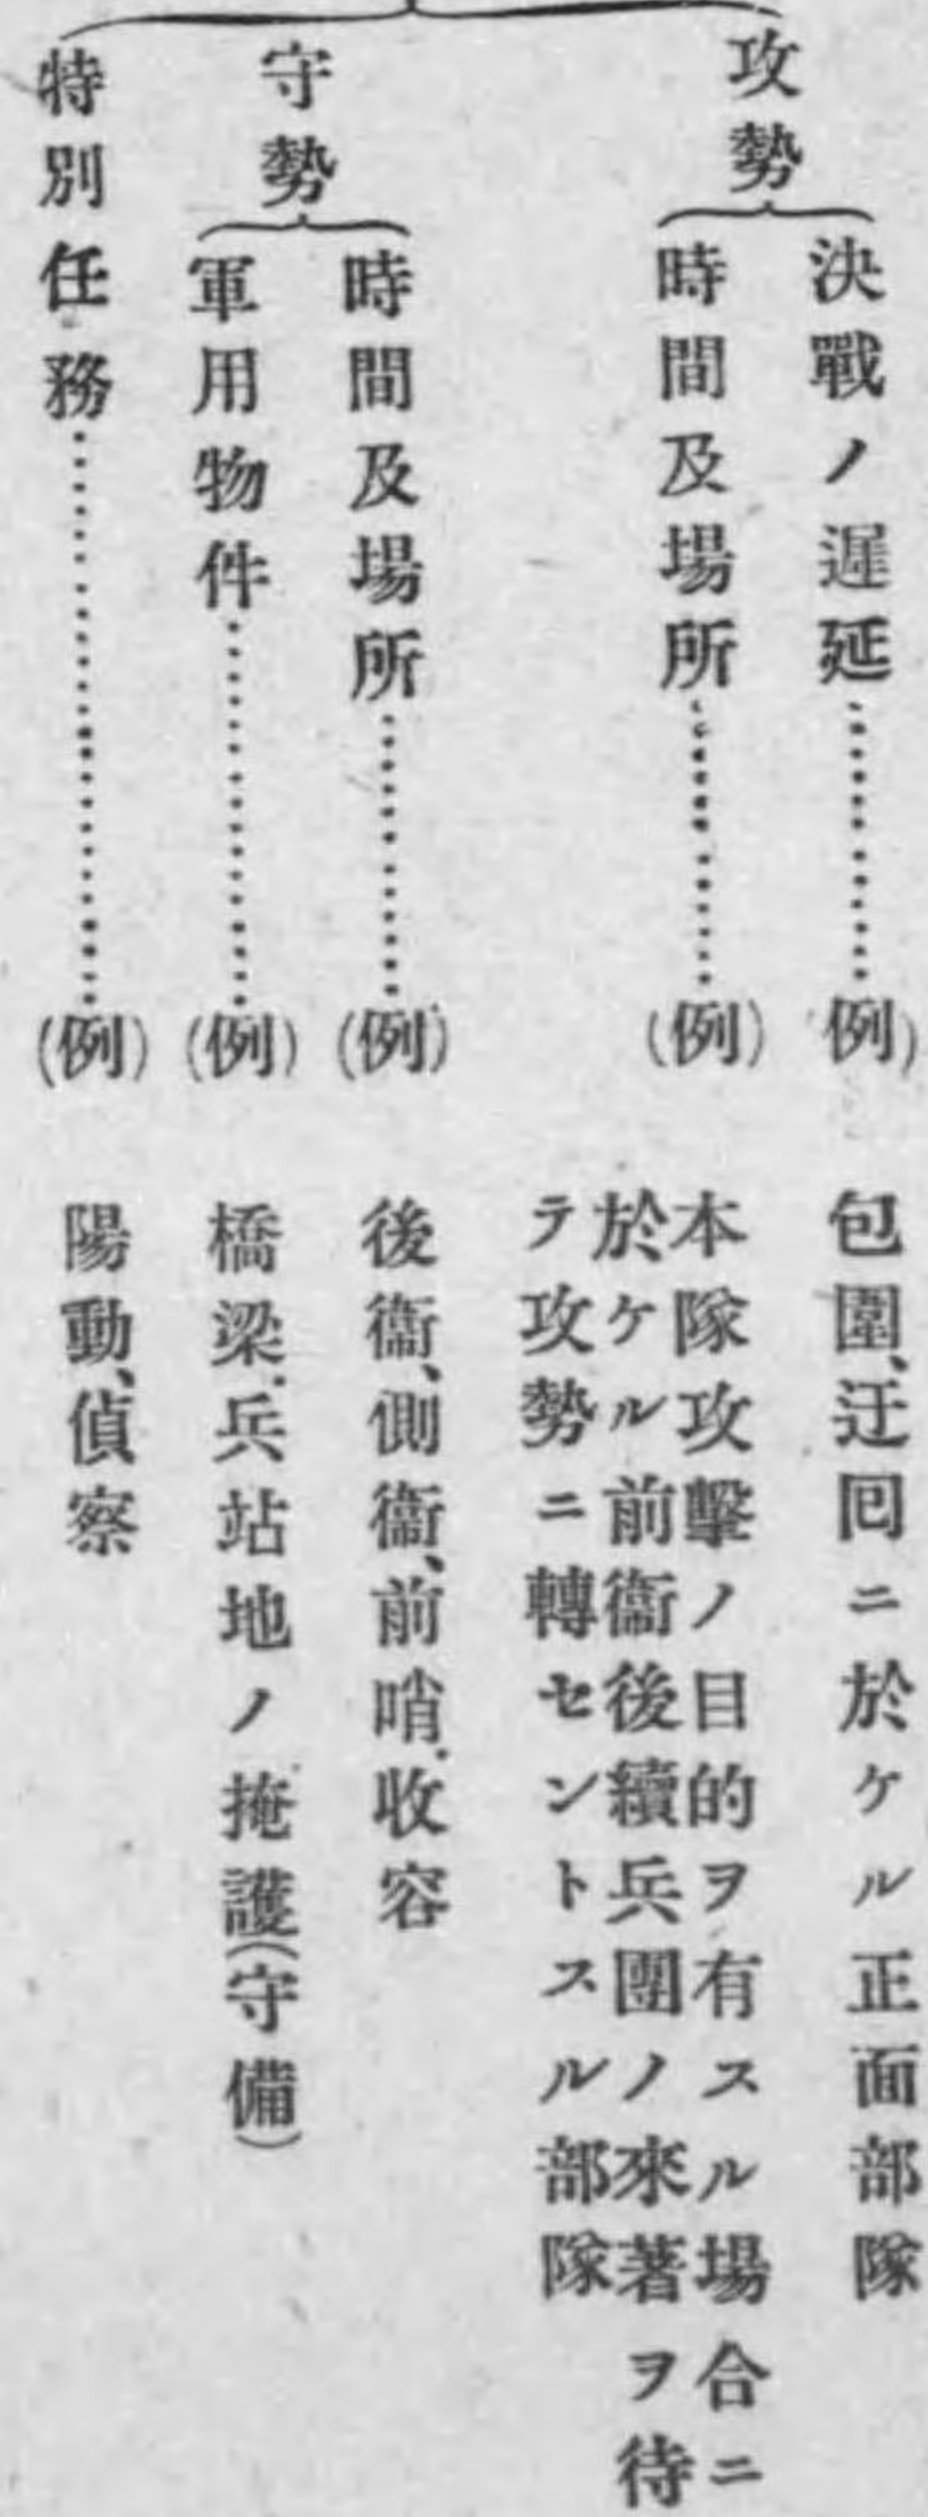 攻勢
決戰ノ遲延……………(例) 包圍、迂囘ニ於ケル正面部隊
時間及場所……………(例) 本隊攻擊ノ目的ヲ有スル場合ニ
於ケル前衞後續兵團ノ來著ヲ待
テ攻勢ニ轉セントスル部隊
守勢
時間及場所……………(例) 後衞、側衞、前哨、收容
軍用物件……………(例) 橋梁、兵站地ノ掩護(守備)
特別任務……………(例) 陽動、偵察